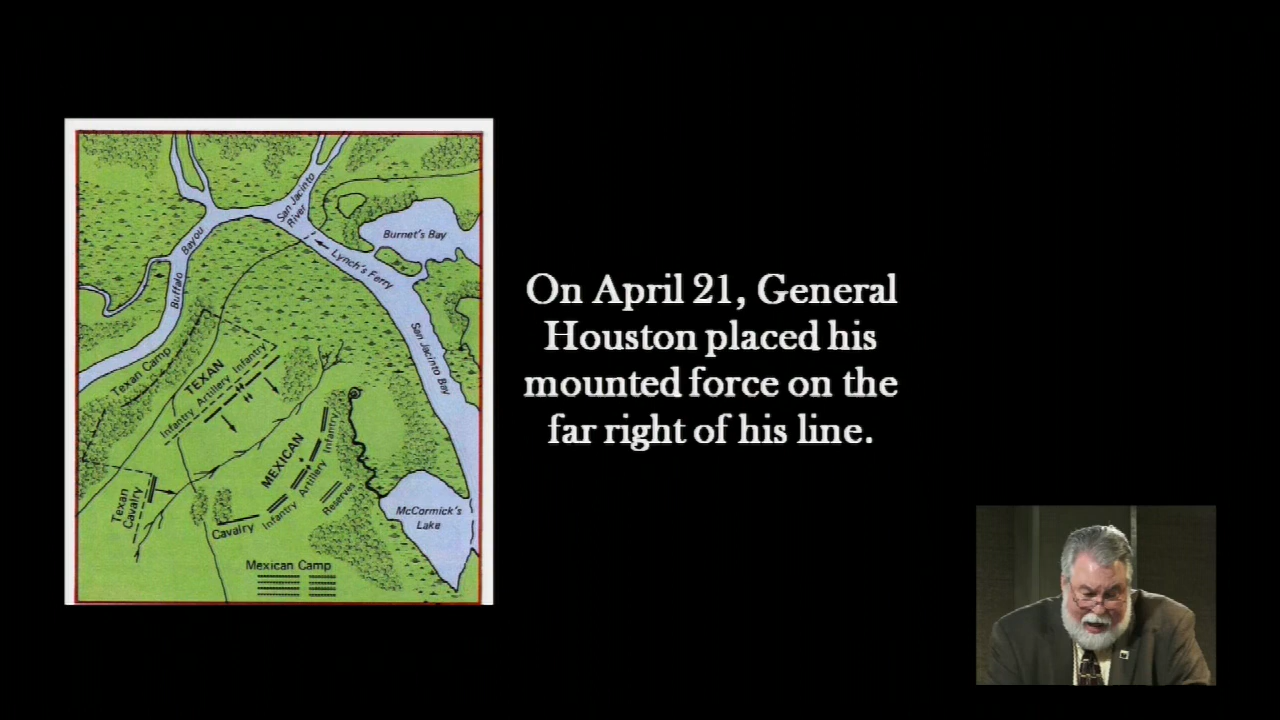 San Jacinto
River
Burnet's Bay
Buffalo Bayou
Lynch's Ferry
San Jacinto Bay
Texan Camp
TEXAN
Infantry Artillery Infantry
MEXICAN
Infantry
Artillery
Infantry
Reserves
Cavalry
Texan
Cavalry
McCormick's
Lake
Mexican Camp
On April 21, General
Houston placed his
mounted force on the
far right of his line.